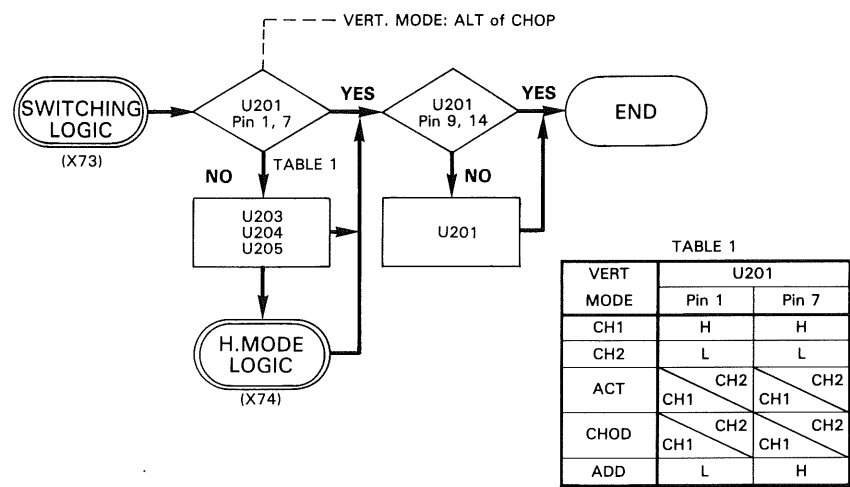 VERT. MODE: ALT of CHOP
SWITCHING
LOGIC
(X73)
U201
Pin 1, 7
YES
U201
Pin 9, 14
YES
END
NO
TABLE 1
NO
U203
U204
U205
U201
H.MODE
LOGIC
(X74)
TABLE 1
VERT
MODE
U201
Pin 1
Pin 7
CH1
H
H
CH2
L
L
ACT
CH2
CH1
CH2
CH1
CHOD
CH2
CH1
CH2
CH1
ADD
L
H